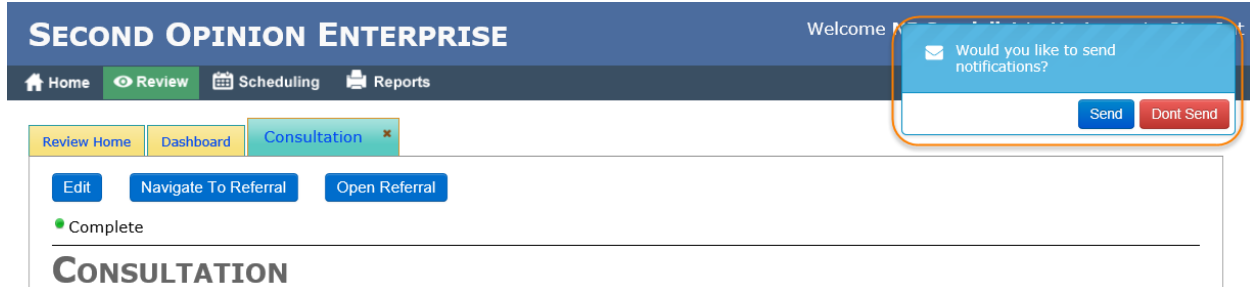 SECOND OPINION ENTERPRISE
Welcome
Would you like to send
notifications?
Send Dont Send
Home Review Scheduling Reports
Review Home Dashboard Consultation ×
Edit Navigate To Referral Open Referral
Complete
CONSULTATION